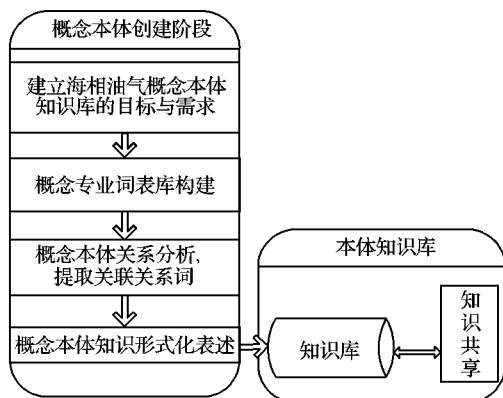 概念本体创建阶段
建立海相油气概念本体
知识库的目标与需求
概念专业词表库构建
概念本体关系分析,
提取关联关系词
概念本体知识形式化表述
本体知识库
知识库
知识共享